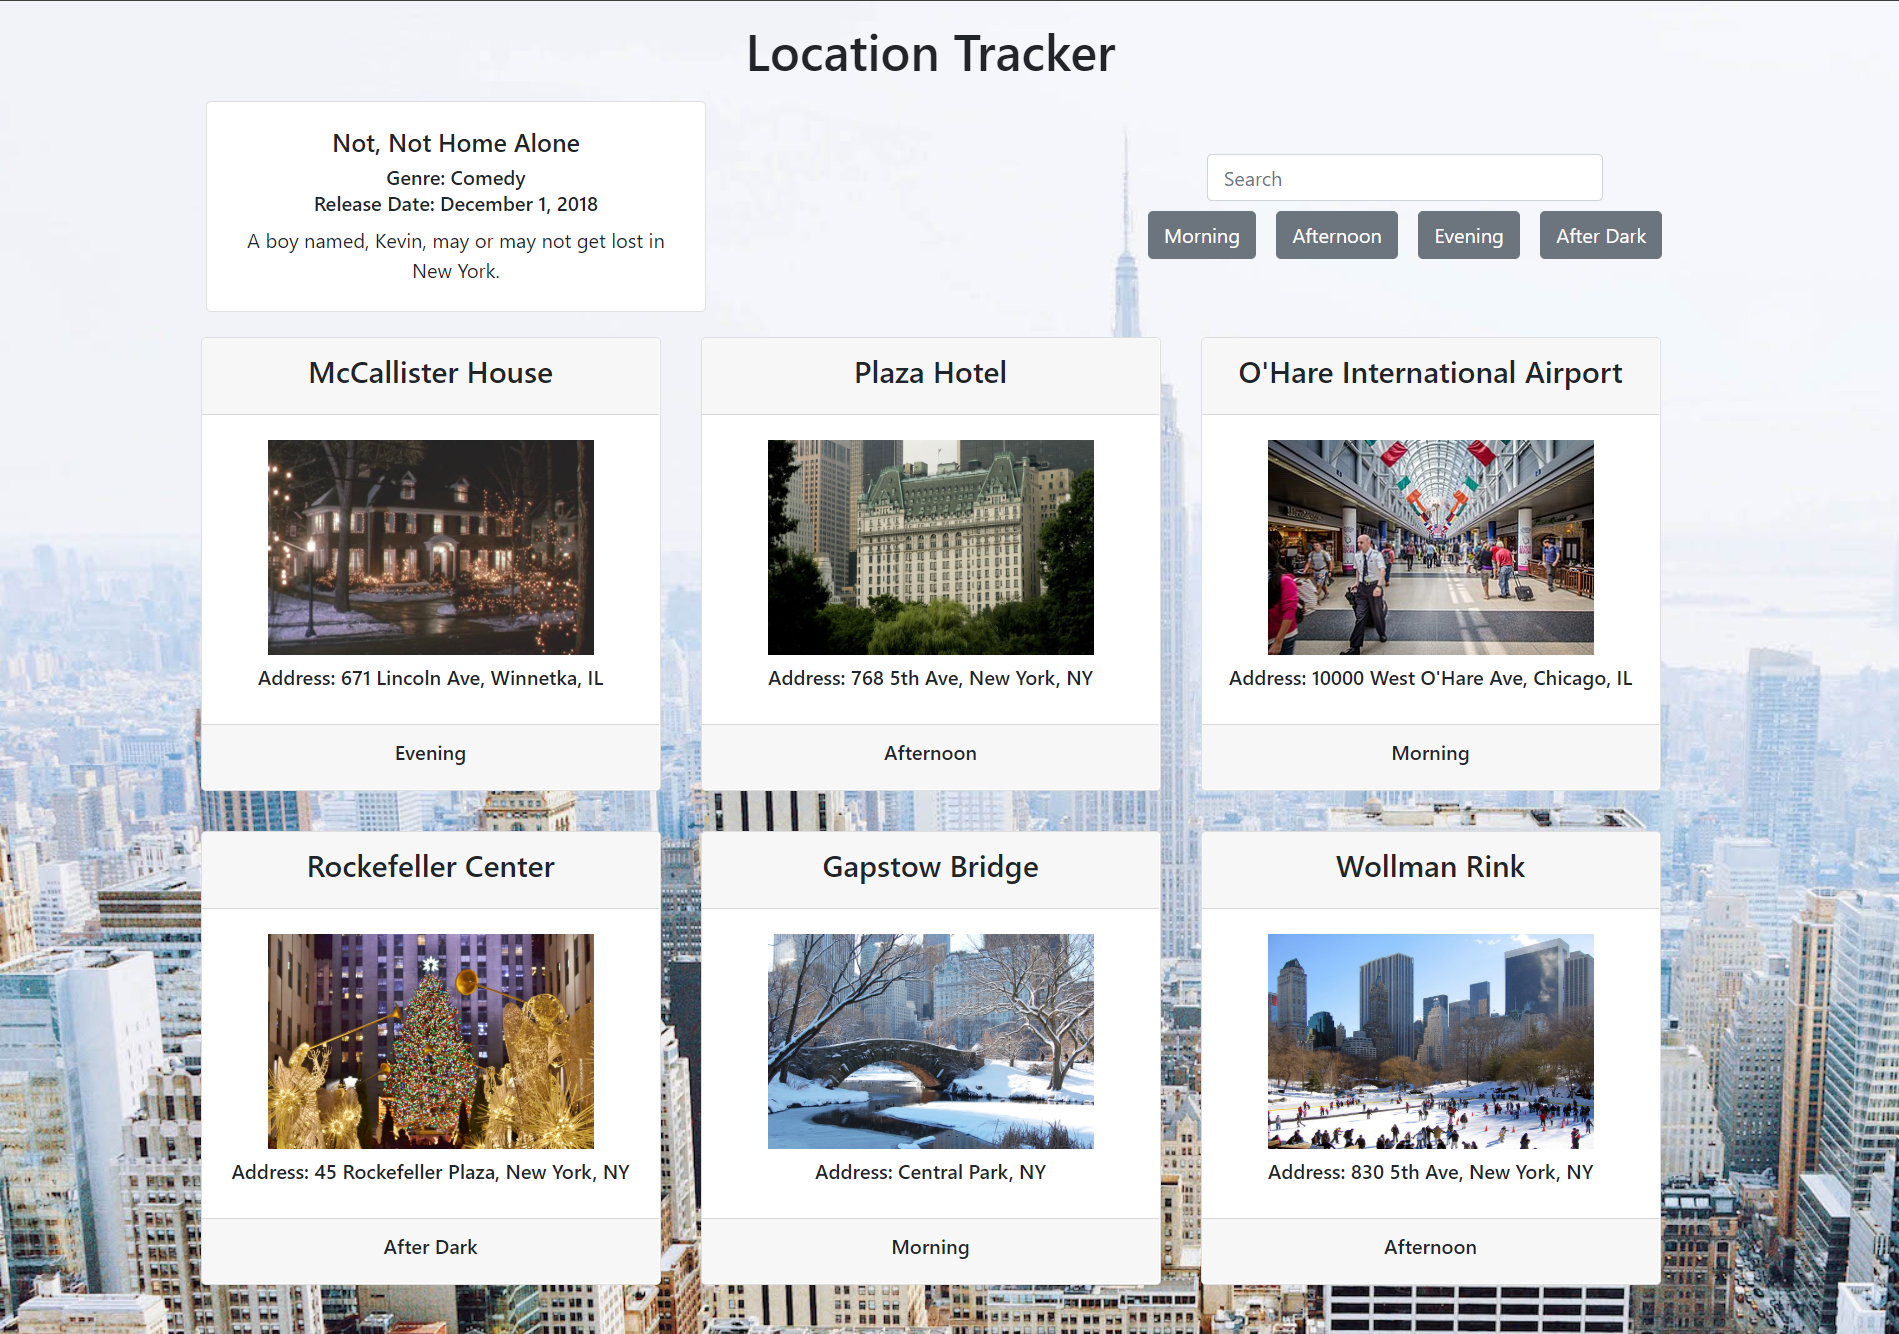 Location Tracker
Not, Not Home Alone
Genre: Comedy
Release Date: December 1, 2018
A boy named, Kevin, may or may not get lost in
New York.
Search
Morning
Afternoon
Evening
After Dark
McCallister House
Address: 671 Lincoln Ave, Winnetka, IL
Evening
Plaza Hotel
Address: 768 5th Ave, New York, NY
Afternoon
O'Hare International Airport
Address: 10000 West O'Hare Ave, Chicago, IL
Morning
Rockefeller Center
Address: 45 Rockefeller Plaza, New York, NY
After Dark
Gapstow Bridge
Address: Central Park, NY
Morning
Wollman Rink
Address: 830 5th Ave, New York, NY
Afternoon